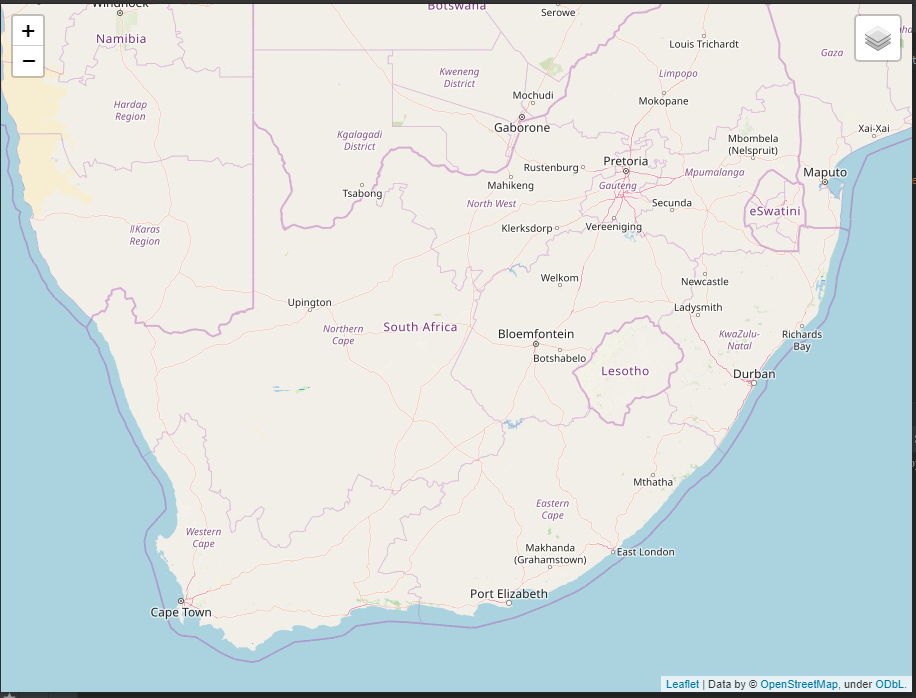 Windhoek
Botswana
Serowe
+
−
Namibia
Louis Trichardt
Gaza
Kweneng
District
Limpopo
Mochudi
Mokopane
Hardap
Region
Gaborone
Xai-Xai
Kgalagadi
District
Mbombela
(Nelspruit)
Rustenburg
Pretoria
Mahikeng
Gauteng
Mpumalanga
Maputo
Tsabong
North West
Secunda
eSwatini
Klerksdorp
Vereeniging
IlKaras
Region
Welkom
Newcastle
Upington
Ladysmith
Northern
Cape
South Africa
Bloemfontein
KwaZulu-
Natal
Richards
Bay
Botshabelo
Lesotho
Durban
Mthatha
Eastern
Cape
Western
Cape
Makhanda
(Grahamstown)
East London
Port Elizabeth
Cape Town
Leaflet | Data by © OpenStreetMap, under ODbL.